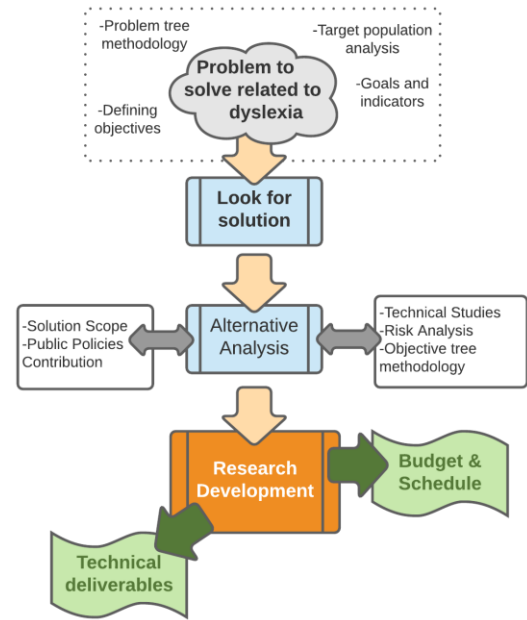 -Problem tree
methodology
-Target population
analysis
Problem to
solve related to
dyslexia
-Goals and
indicators
-Defining
objectives
Look for
solution
-Solution Scope
-Public Policies
Contribution
Alternative
Analysis
-Technical Studies
-Risk Analysis
-Objective tree
methodology
Research
Development
Budget &
Schedule
Technical
deliverables